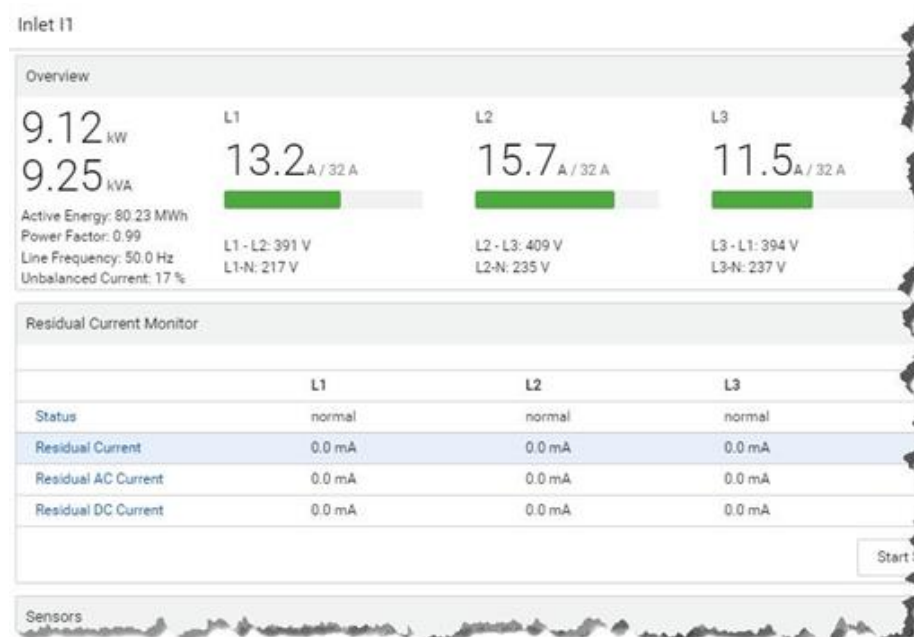 Inlet I1
Overview
9.12 kW
9.25 kVA
Active Energy: 80.23 MWh
Power Factor: 0.99
Line Frequency: 50.0 Hz
Unbalanced Current: 17 %
L1
13.2 A / 32 A
L1 - L2: 391 V
L1-N: 217 V
L2
15.7 A / 32 A
L2 - L3: 409 V
L2-N: 235 V
L3
11.5 A / 32 A
L3 - L1: 394 V
L3-N: 237 V
Residual Current Monitor
L1 L2 L3
Status normal normal normal
Residual Current 0.0 mA 0.0 mA 0.0 mA
Residual AC Current 0.0 mA 0.0 mA 0.0 mA
Residual DC Current 0.0 mA 0.0 mA 0.0 mA
Start
Sensors